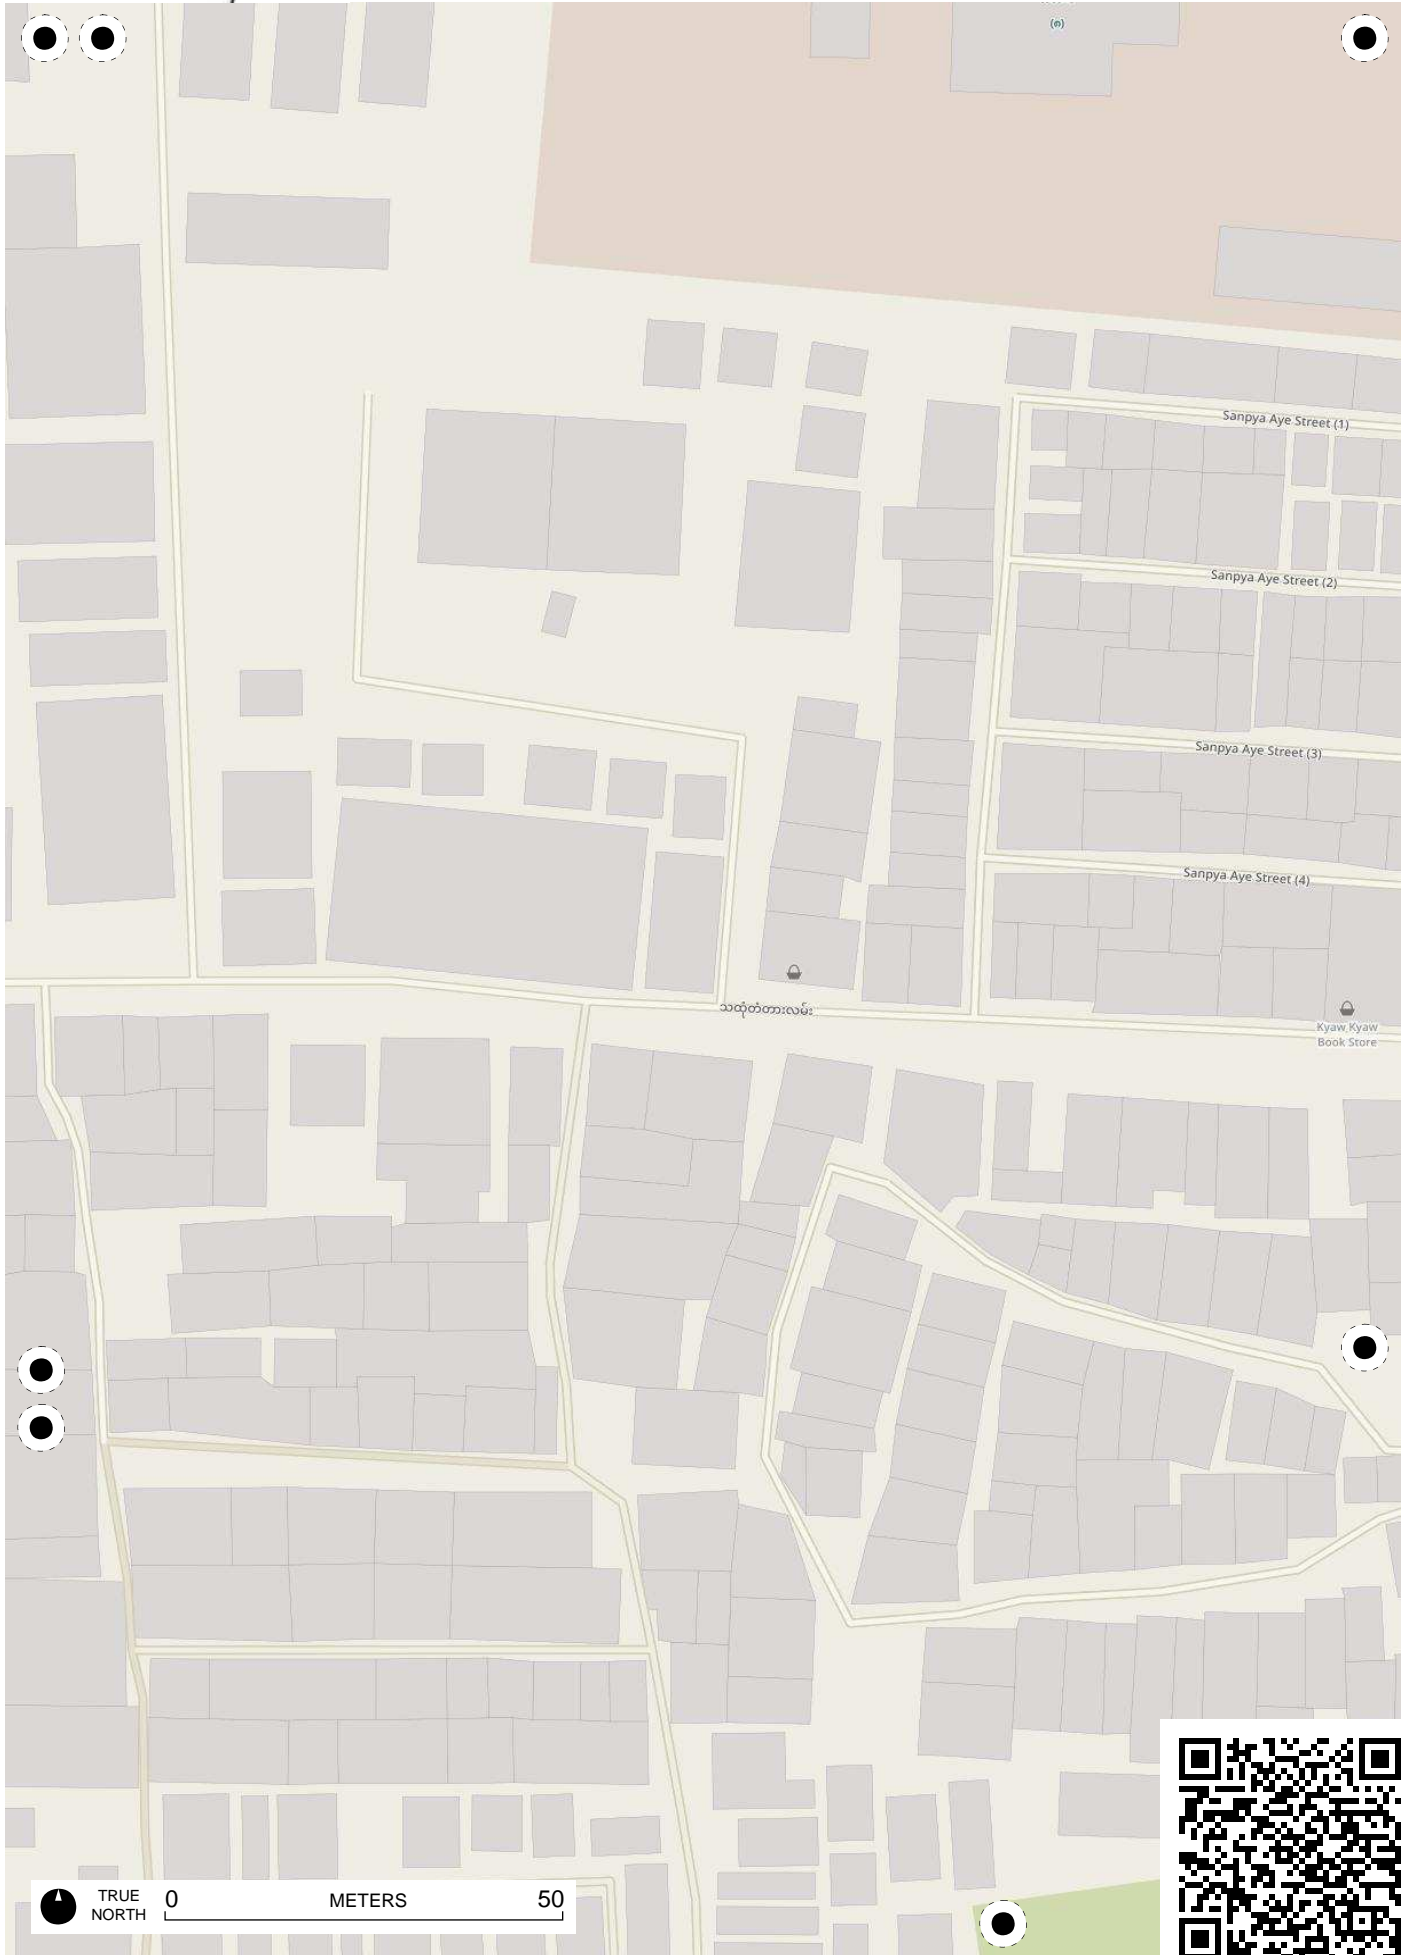 Sanpya Aye Street (1)
Sanpya Aye Street (2)
Sanpya Aye Street (3)
Sanpya Aye Street (4)
သထုံတံတားလမ်း
Kyaw Kyaw
Book Store
TRUE
NORTH
0
METERS
50